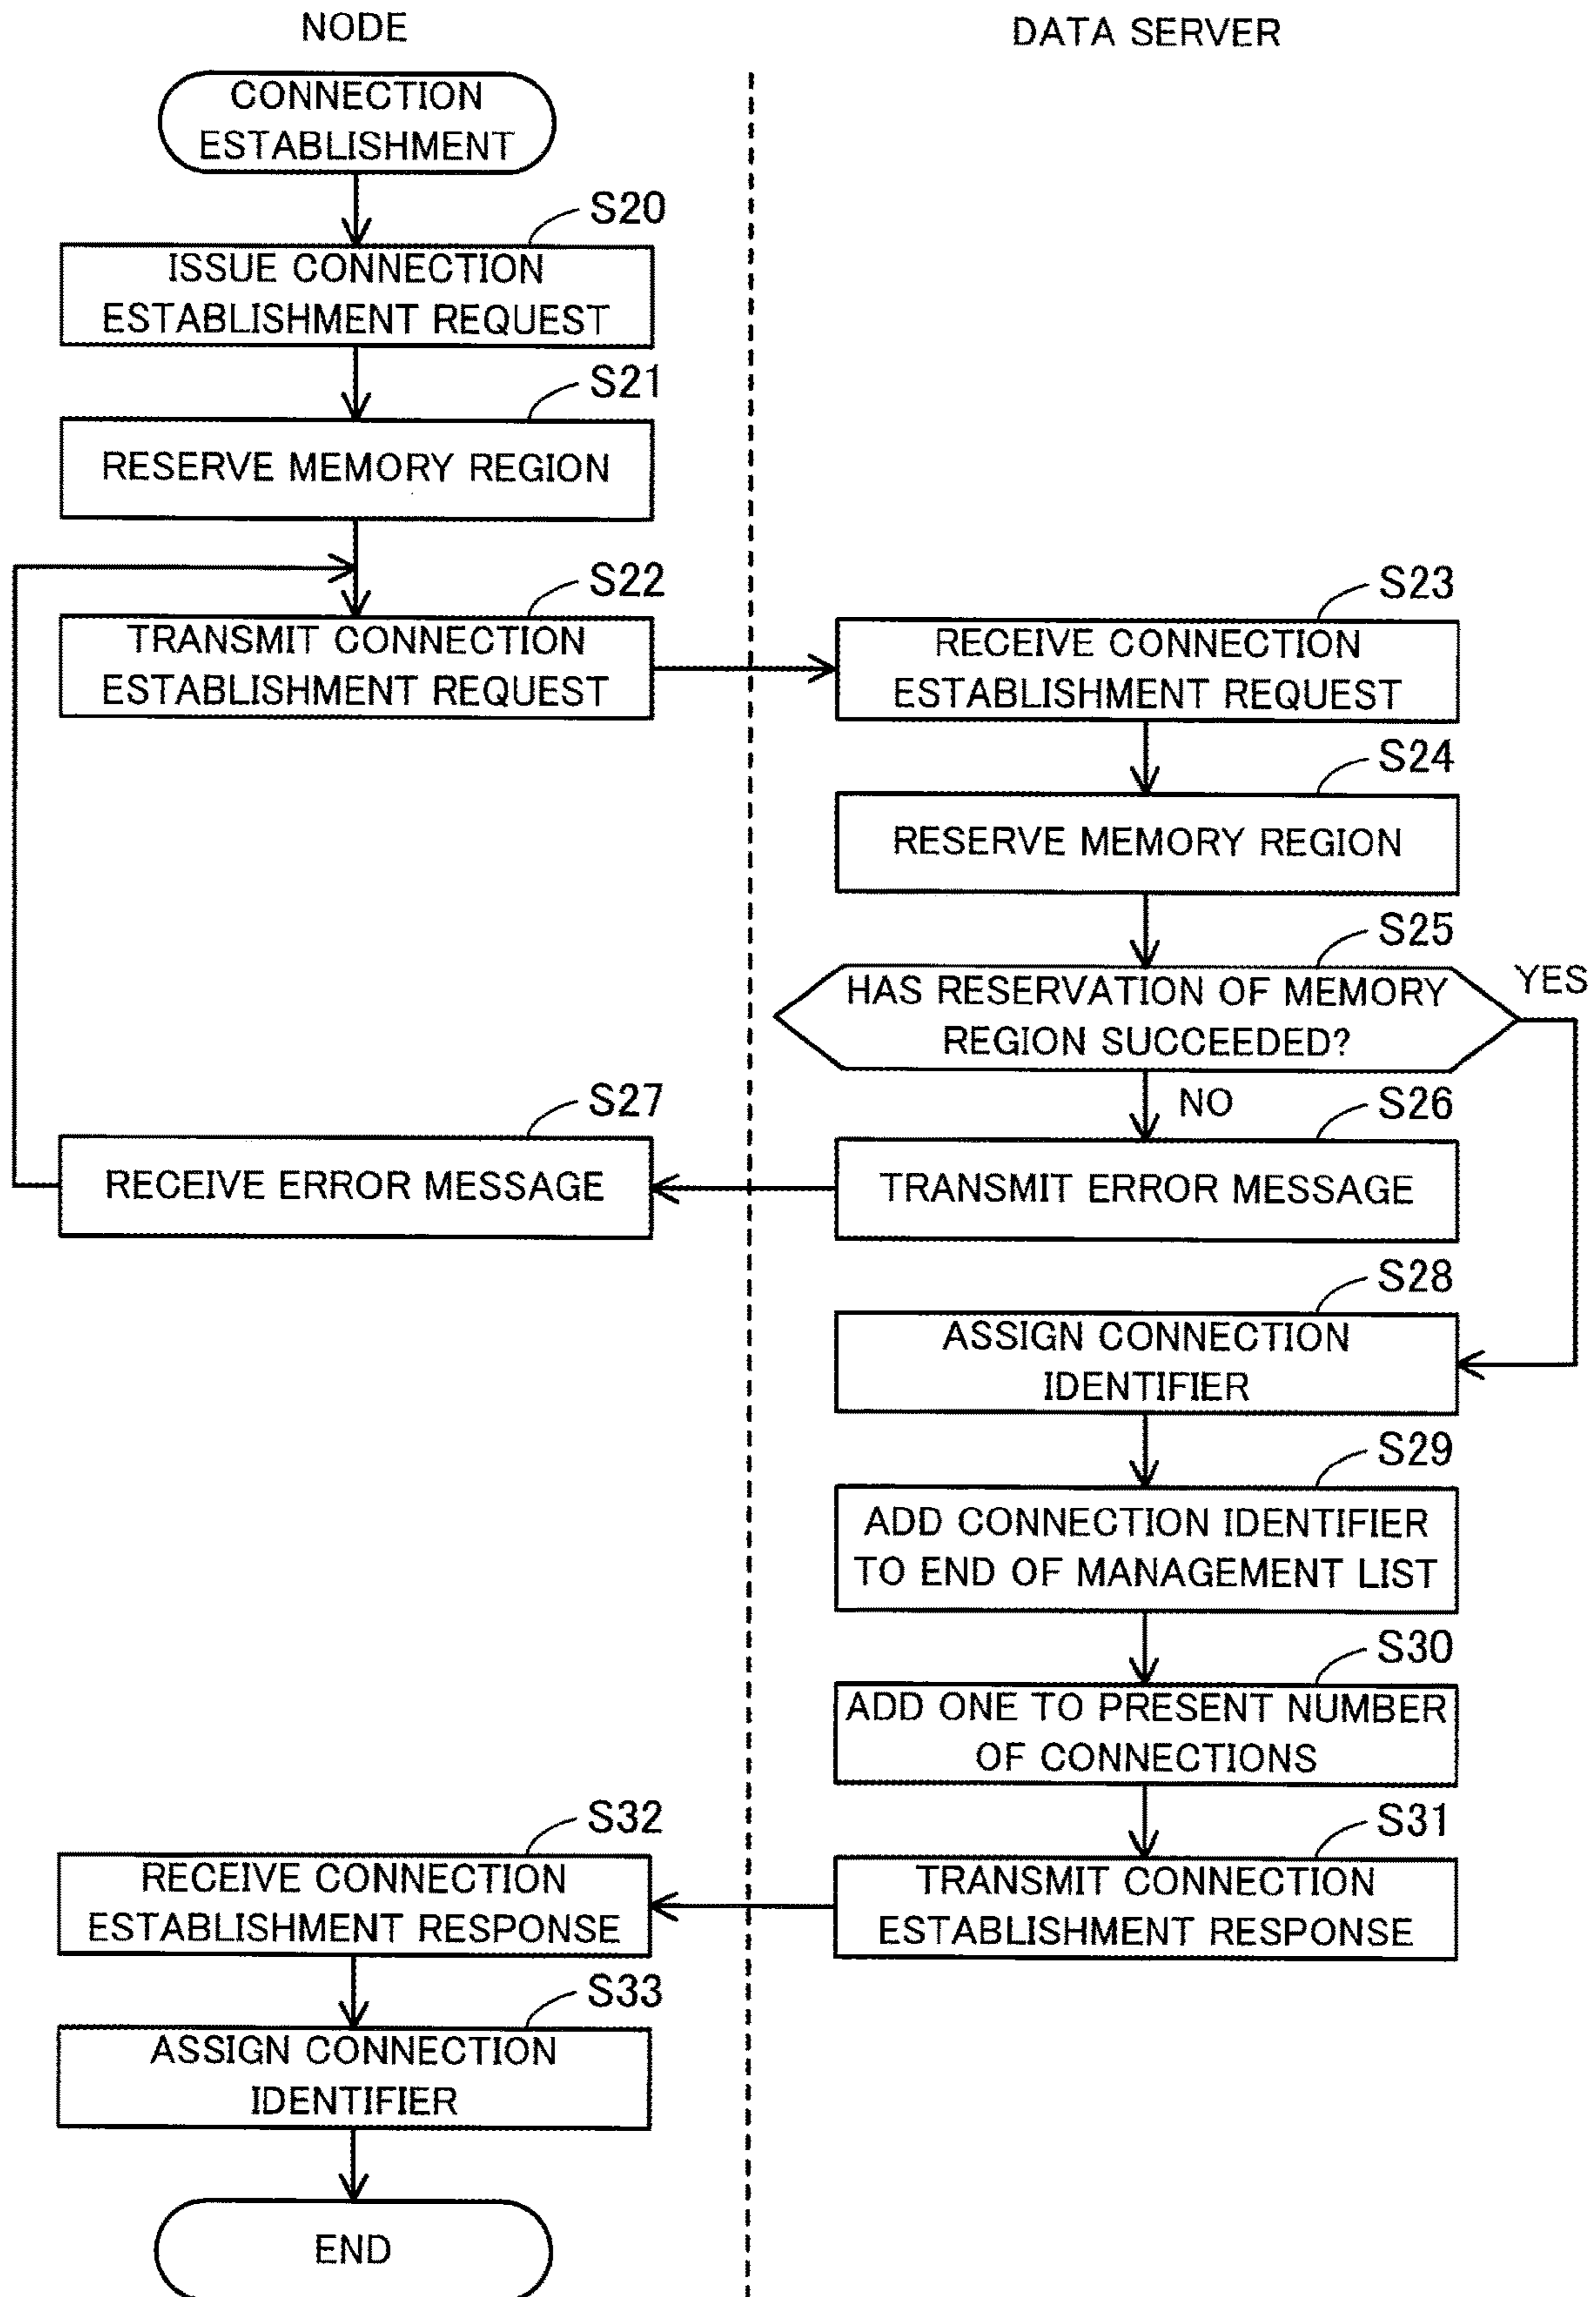 NODE
DATA SERVER
CONNECTION
ESTABLISHMENT
S20
ISSUE CONNECTION
ESTABLISHMENT REQUEST
S21
RESERVE MEMORY REGION
S22
TRANSMIT CONNECTION
ESTABLISHMENT REQUEST
S23
RECEIVE CONNECTION
ESTABLISHMENT REQUEST
S24
RESERVE MEMORY REGION
S25
HAS RESERVATION OF MEMORY
REGION SUCCEEDED?
YES
NO
S26
TRANSMIT ERROR MESSAGE
S27
RECEIVE ERROR MESSAGE
S28
ASSIGN CONNECTION
IDENTIFIER
S29
ADD CONNECTION IDENTIFIER
TO END OF MANAGEMENT LIST
S30
ADD ONE TO PRESENT NUMBER
OF CONNECTIONS
S31
TRANSMIT CONNECTION
ESTABLISHMENT RESPONSE
S32
RECEIVE CONNECTION
ESTABLISHMENT RESPONSE
S33
ASSIGN CONNECTION
IDENTIFIER
END